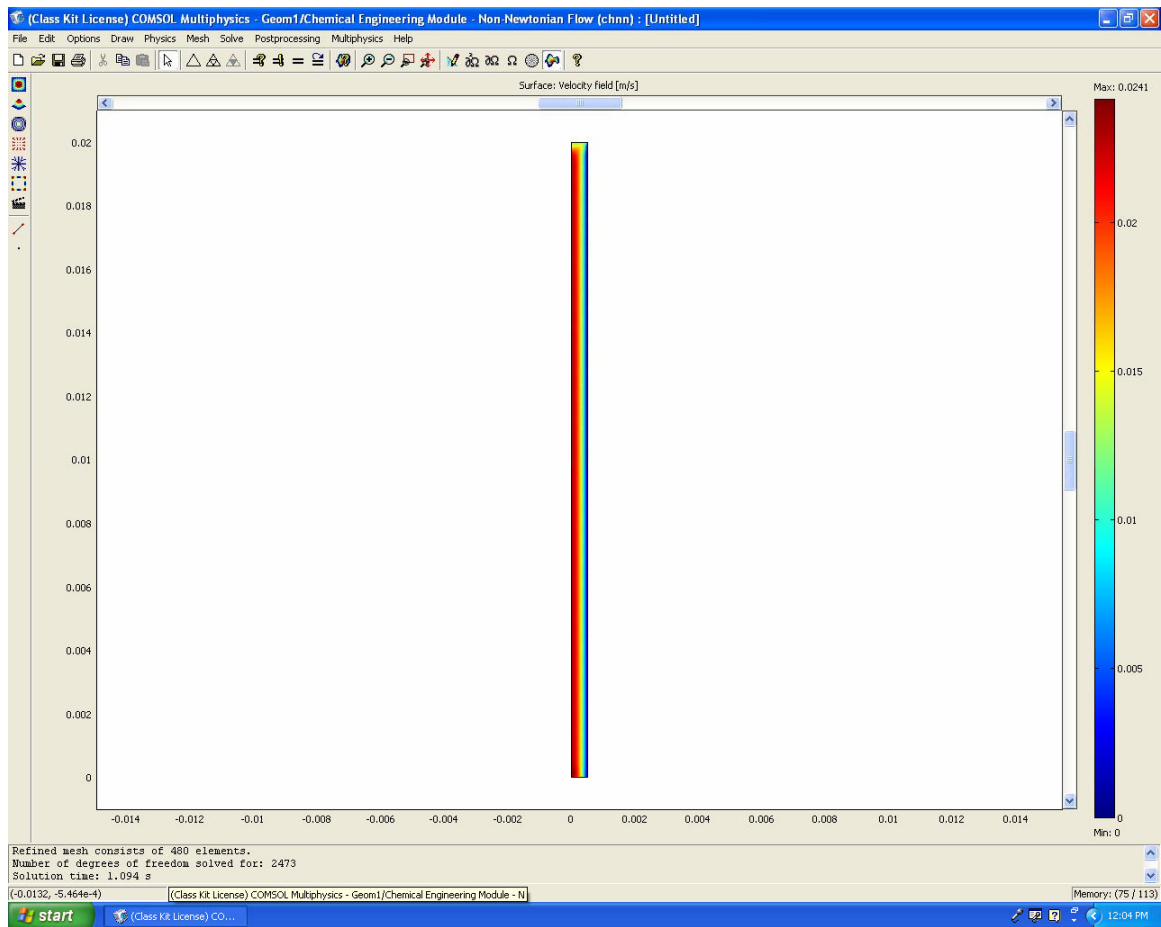 (Class Kit License) COMSOL Multiphysics - Geom1/Chemical Engineering Module - Non-Newtonian Flow (chnn) : [Untitled]
File Edit Options Draw Physics Mesh Solve Postprocessing Multiphysics Help
Surface: Velocity field [m/s]
Max: 0.0241
0.02
0.018
0.016
0.014
0.012
0.01
0.008
0.006
0.004
0.002
0
0.02
0.015
0.01
0.005
0
-0.014 -0.012 -0.01 -0.008 -0.006 -0.004 -0.002 0 0.002 0.004 0.006 0.008 0.01 0.012 0.014
Min: 0
Refined mesh consists of 480 elements.
Number of degrees of freedom solved for: 2473
Solution time: 1.094 s
(-0.0132, -5.464e-4) (Class Kit License) COMSOL Multiphysics - Geom1/Chemical Engineering Module - N Memory: (75 / 113)
start (Class Kit License) CO... 12:04 PM